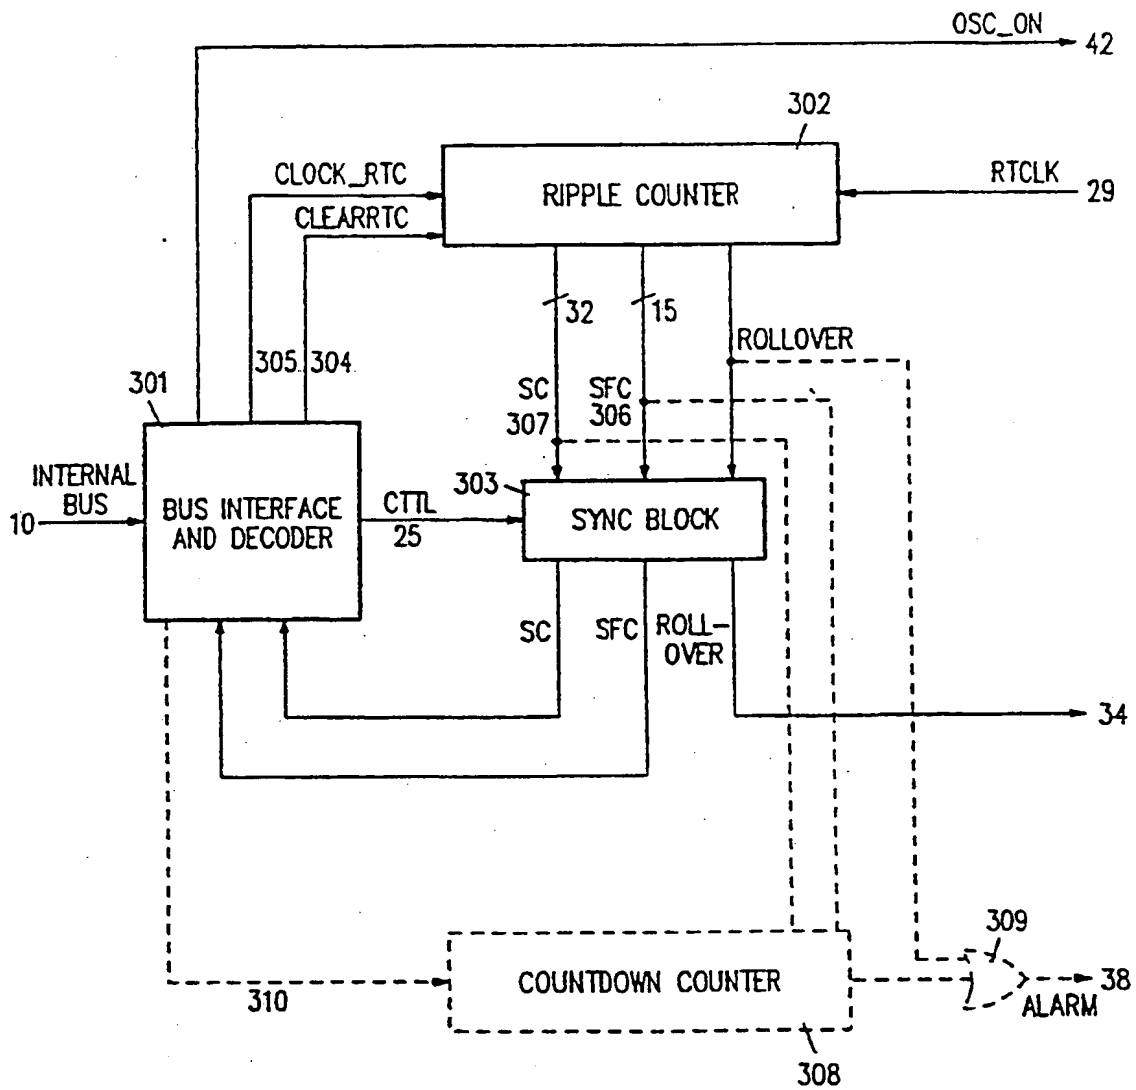 OSC_ON
42
302
CLOCK_RTC
RIPPLE COUNTER
RTCLK
29
CLEARRTC
32
15
305
304
ROLLOVER
301
SC
307
SFC
306
303
INTERNAL
BUS
10
BUS INTERFACE
AND DECODER
CTTL
25
SYNC BLOCK
SC
SFC
ROLL-
OVER
34
309
310
COUNTDOWN COUNTER
38
ALARM
308